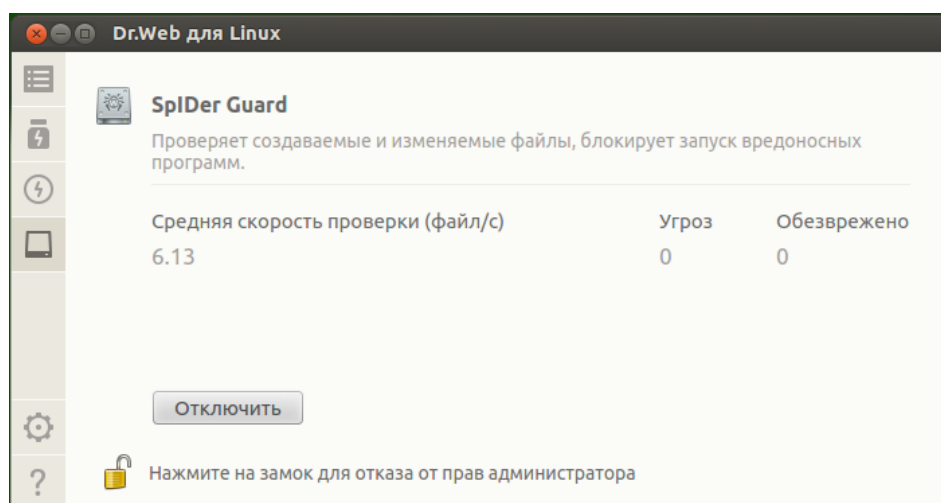 Dr.Web для Linux
SpIDer Guard
Проверяет создаваемые и изменяемые файлы, блокирует запуск вредоносных
программ.
Средняя скорость проверки (файл/с) Угроз Обезврежено
6.13 0 0
Отключить
Нажмите на замок для отказа от прав администратора
?